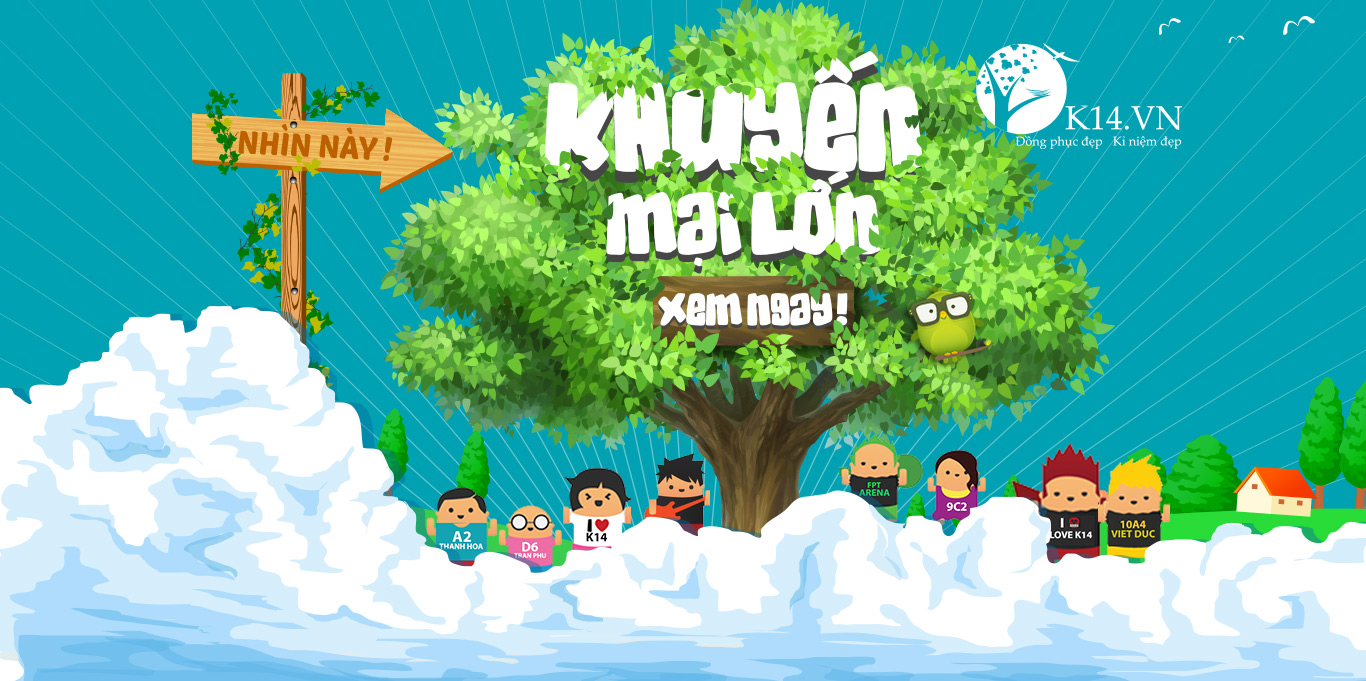 NHÌN NÀY !
KHUYẾN
MẠI LỚN
XEM NGAY!
K14.VN
Đồng phục đẹp Kỉ niệm đẹp
A2
THANH HOA
D6
TRAN PHU
I ❤
K14
FPT
ARENA
9C2
I
LOVE K14
10A4
VIET DUC